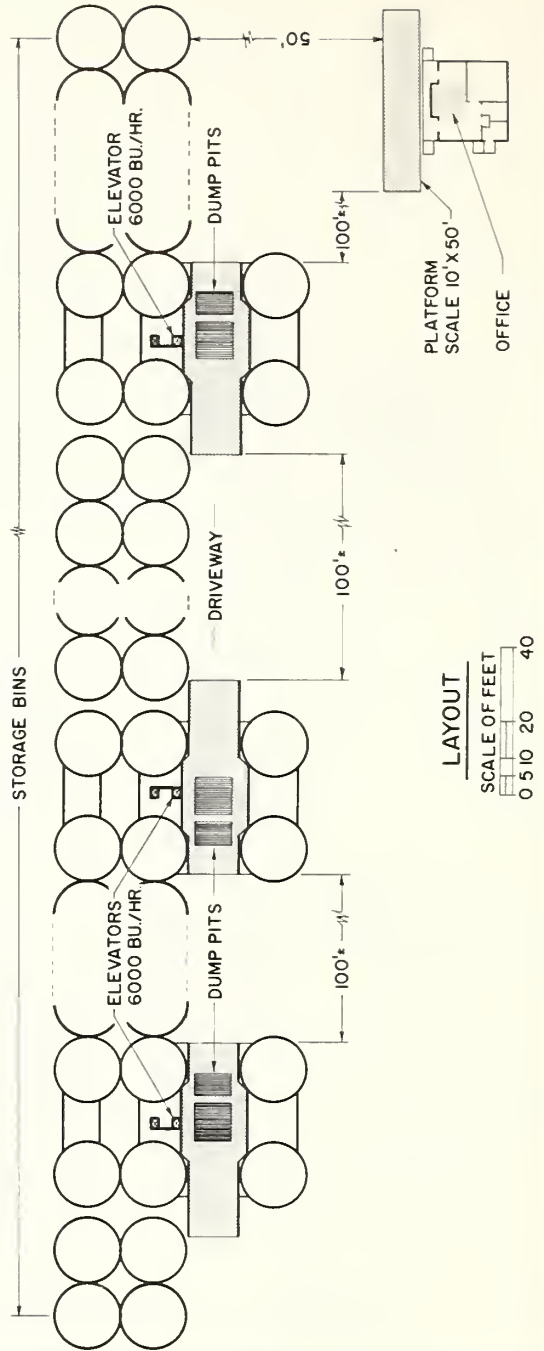 STORAGE BINS
ELEVATORS
6000 BU./HR.
ELEVATOR
6000 BU./HR.
50'
DUMP PITS
DRIVEWAY
DUMP PITS
100'±
100'±
100'±
PLATFORM
SCALE 10' X 50'
OFFICE
LAYOUT
SCALE OF FEET
0 5 10 20 40